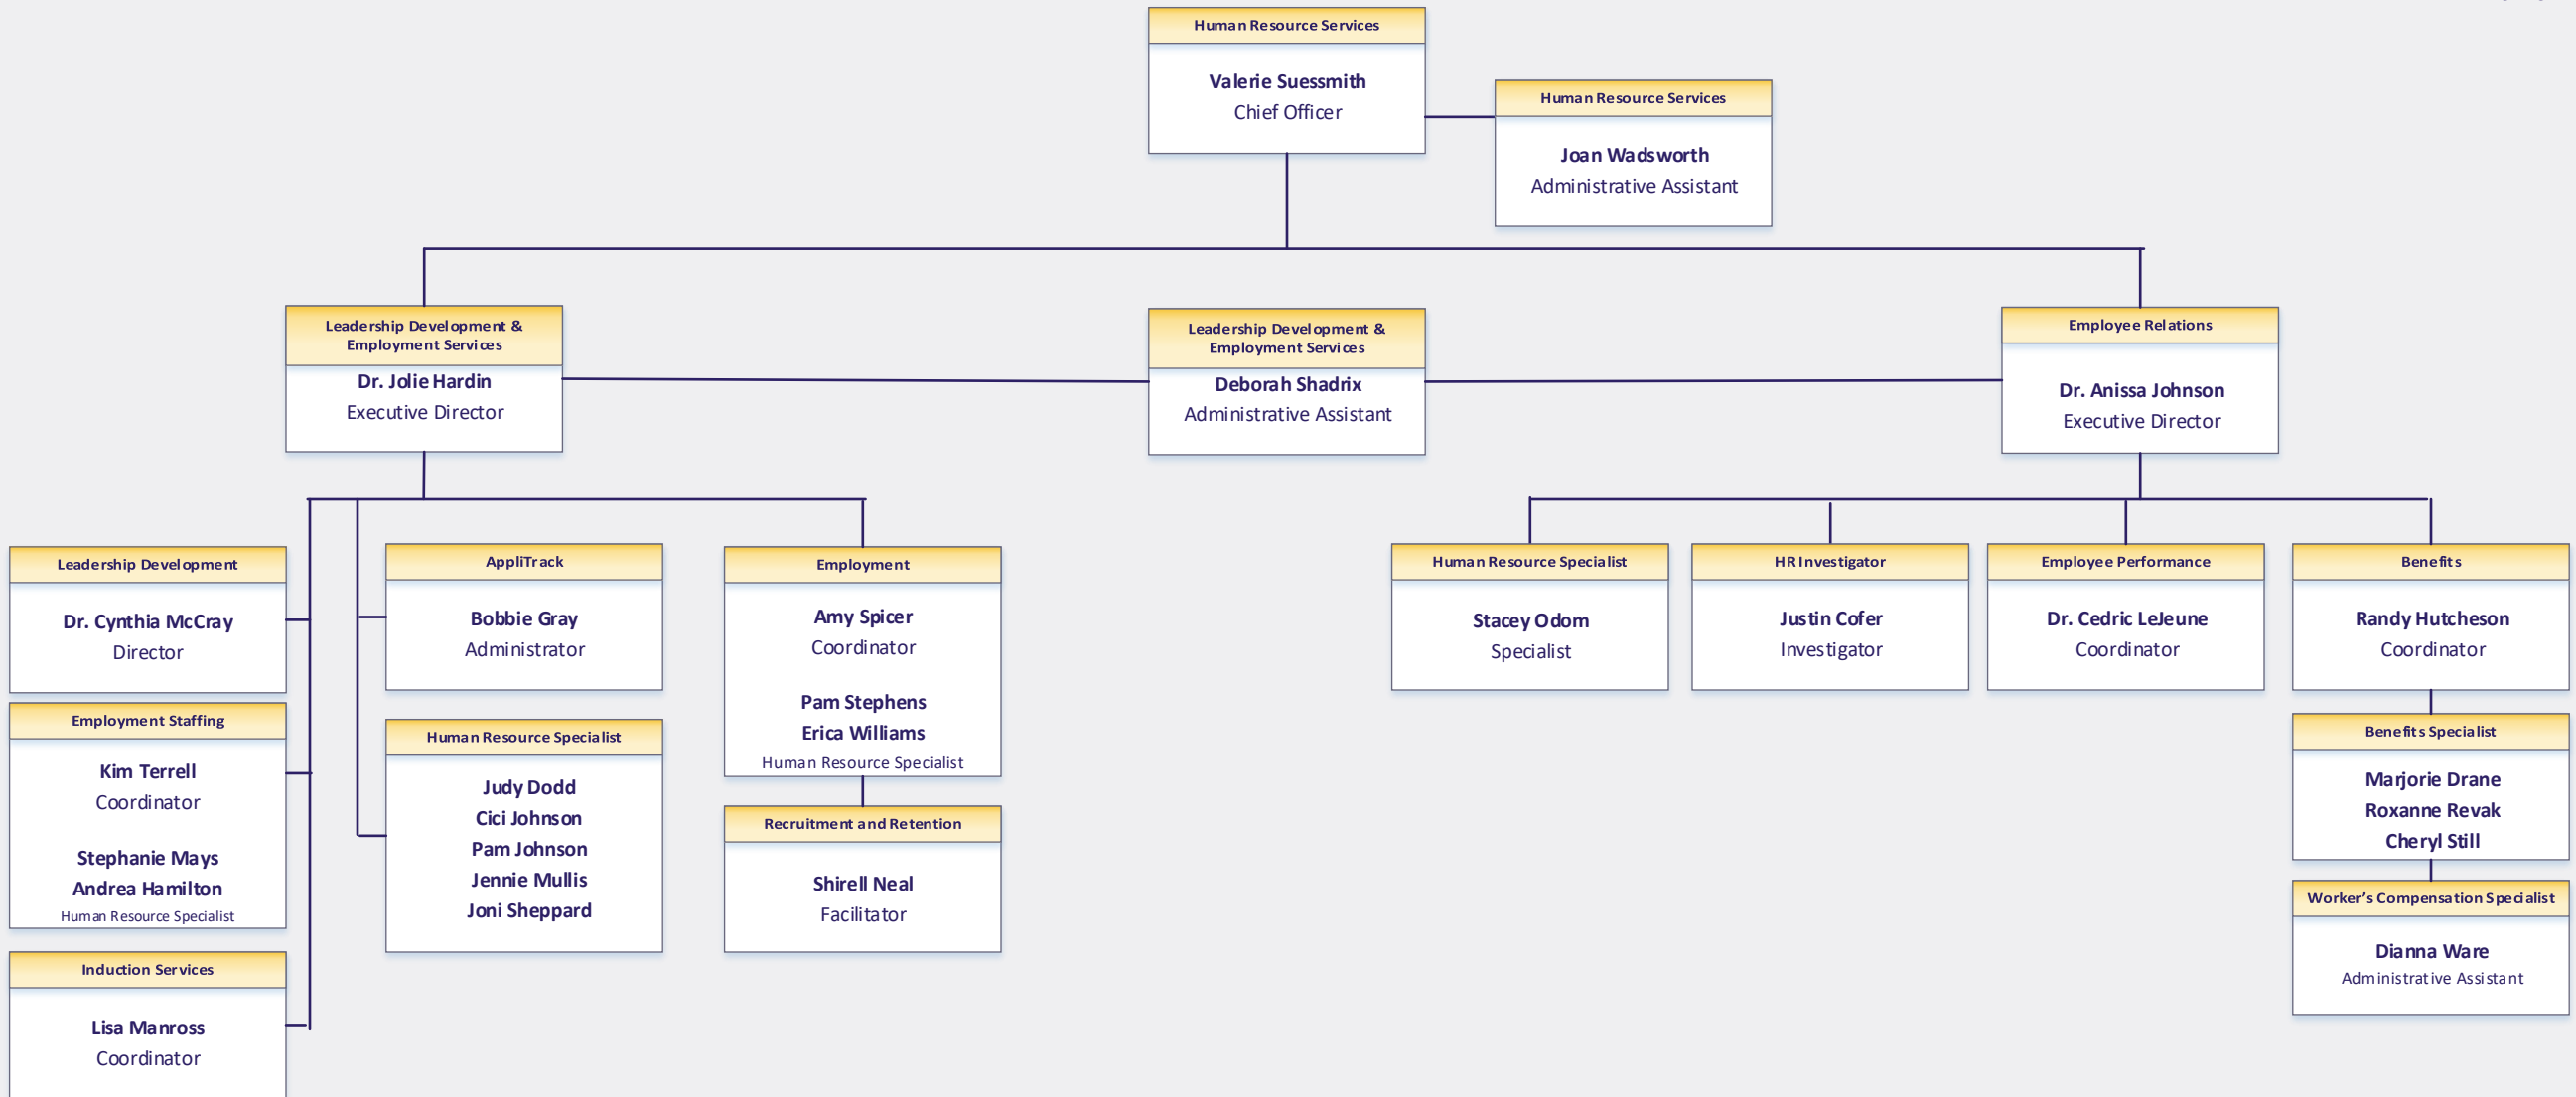 Human Resource Services
Valerie Suessmith
Chief Officer
Human Resource Services
Joan Wadsworth
Administrative Assistant
Leadership Development &
Employment Services
Dr. Jolie Hardin
Executive Director
Leadership Development &
Employment Services
Deborah Shadrix
Administrative Assistant
Employee Relations
Dr. Anissa Johnson
Executive Director
Leadership Development
Dr. Cynthia McCray
Director
Employment Staffing
Kim Terrell
Coordinator
Stephanie Mays
Andrea Hamilton
Human Resource Specialist
Induction Services
Lisa Manross
Coordinator
AppliTrack
Bobbie Gray
Administrator
Human Resource Specialist
Judy Dodd
Cici Johnson
Pam Johnson
Jennie Mullis
Joni Sheppard
Employment
Amy Spicer
Coordinator
Pam Stephens
Erica Williams
Human Resource Specialist
Recruitment and Retention
Shirell Neal
Facilitator
Human Resource Specialist
Stacey Odom
Specialist
HR Investigator
Justin Cofer
Investigator
Employee Performance
Dr. Cedric LeJeune
Coordinator
Benefits
Randy Hutcheson
Coordinator
Benefits Specialist
Marjorie Drane
Roxanne Revak
Cheryl Still
Worker’s Compensation Specialist
Dianna Ware
Administrative Assistant